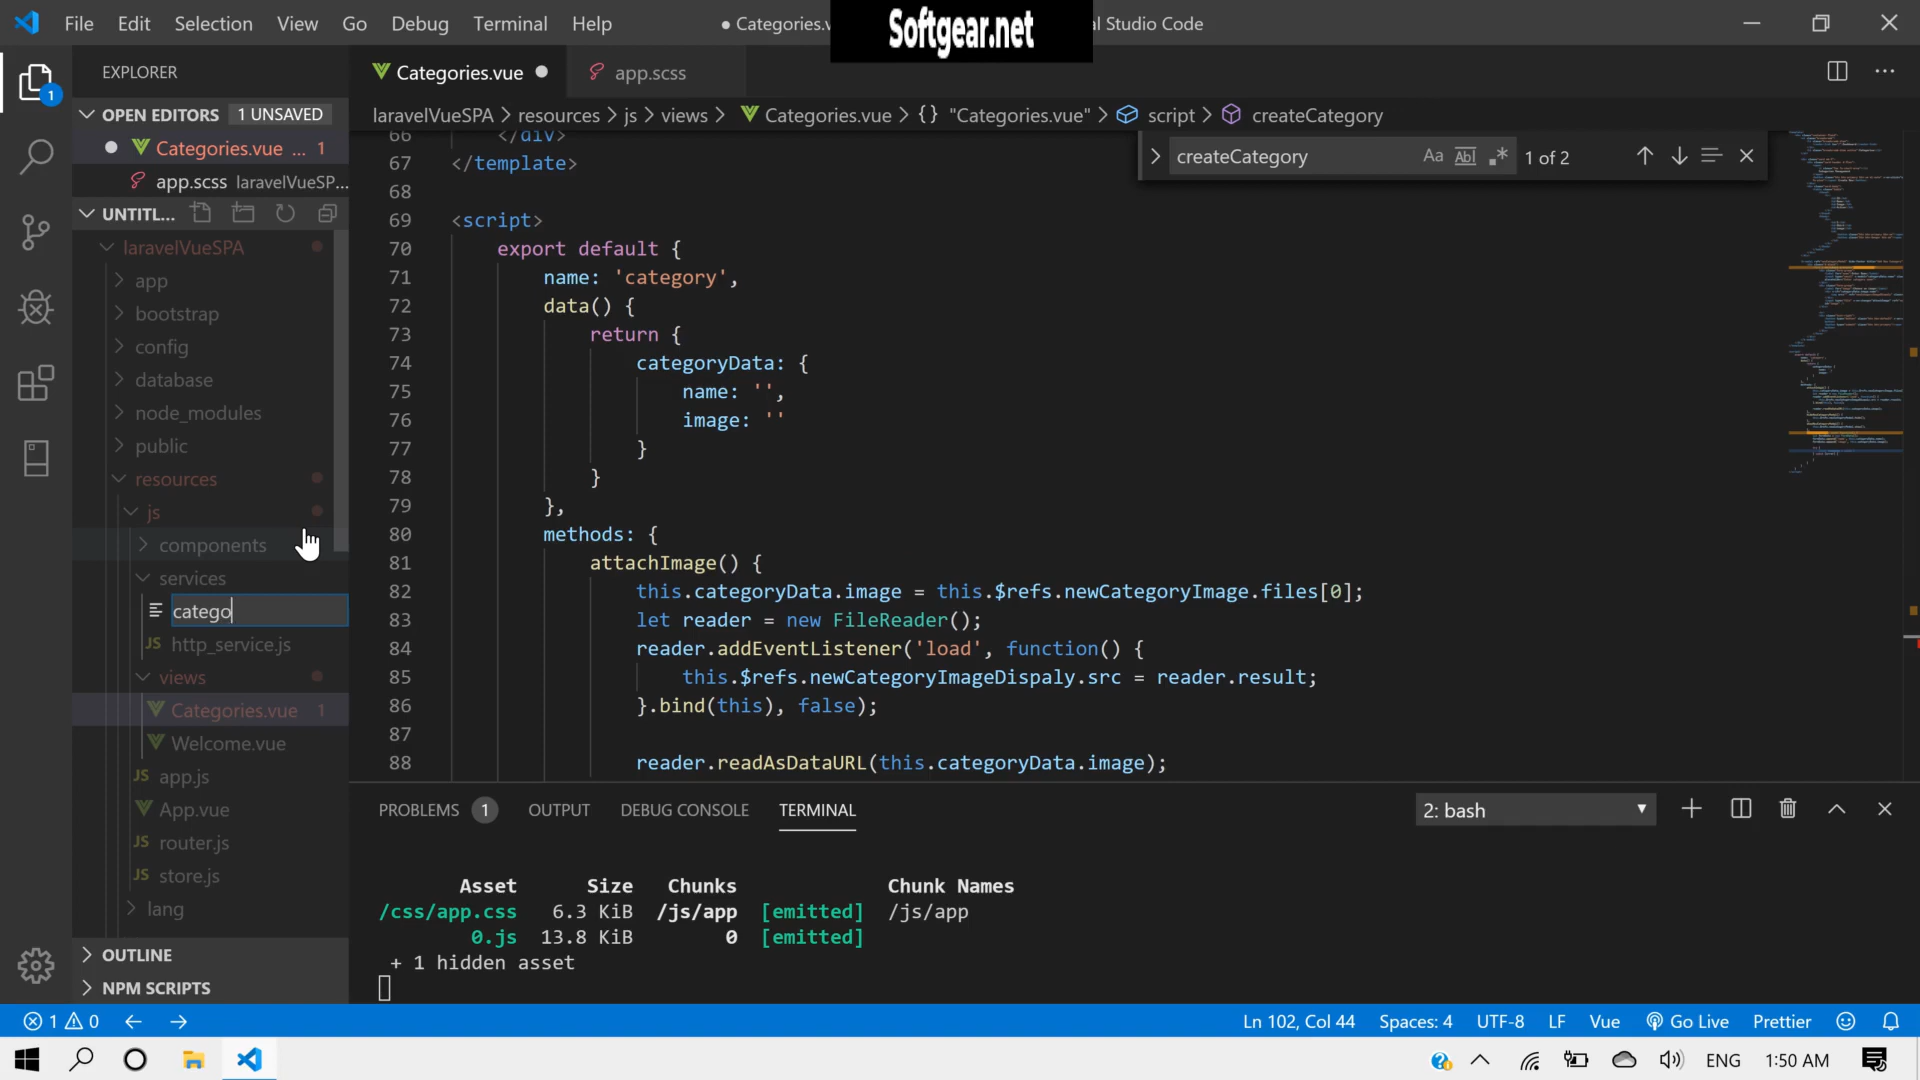 File Edit Selection View Go Debug Terminal Help
● Categories.v
Softgear.net
al Studio Code
EXPLORER
Categories.vue
app.scss
OPEN EDITORS 1 UNSAVED
Categories.vue ... 1
app.scss laravelVueSP...
UNTITL...
laravelVueSPA
app
bootstrap
config
database
node_modules
public
resources
js
components
services
catego
JS http_service.js
views
Categories.vue 1
Welcome.vue
JS app.js
App.vue
JS router.js
JS store.js
lang
OUTLINE
NPM SCRIPTS
1
laravelVueSPA > resources > js > views > Categories.vue > {} "Categories.vue" > script > createCategory
createCategory Aa Abl .* 1 of 2
66 </div>
67 </template>
68
69 <script>
70 export default {
71 name: 'category',
72 data() {
73 return {
74 categoryData: {
75 name: '',
76 image: ''
77 }
78 }
79 },
80 methods: {
81 attachImage() {
82 this.categoryData.image = this.$refs.newCategoryImage.files[0];
83 let reader = new FileReader();
84 reader.addEventListener('load', function() {
85 this.$refs.newCategoryImageDispaly.src = reader.result;
86 }.bind(this), false);
87
88 reader.readAsDataURL(this.categoryData.image);
PROBLEMS 1 OUTPUT DEBUG CONSOLE TERMINAL
2: bash
Asset Size Chunks Chunk Names
/css/app.css 6.3 KiB /js/app [emitted] /js/app
0.js 13.8 KiB 0 [emitted]
+ 1 hidden asset
1 0
Ln 102, Col 44 Spaces: 4 UTF-8 LF Vue Go Live Prettier
ENG 1:50 AM